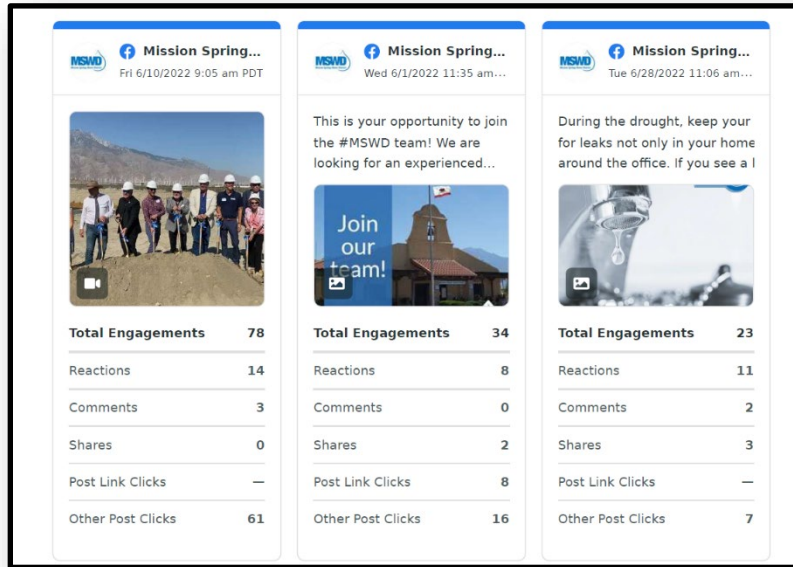 MSWD
Mission Spring...
Fri 6/10/2022 9:05 am PDT
Total Engagements 78
Reactions 14
Comments 3
Shares 0
Post Link Clicks —
Other Post Clicks 61
MSWD
Mission Spring...
Wed 6/1/2022 11:35 am...
This is your opportunity to join
the #MSWD team! We are
looking for an experienced...
Join
our
team!
Total Engagements 34
Reactions 8
Comments 0
Shares 2
Post Link Clicks 8
Other Post Clicks 16
MSWD
Mission Spring...
Tue 6/28/2022 11:06 am...
During the drought, keep your
for leaks not only in your home
around the office. If you see a l
Total Engagements 23
Reactions 11
Comments 2
Shares 3
Post Link Clicks —
Other Post Clicks 7